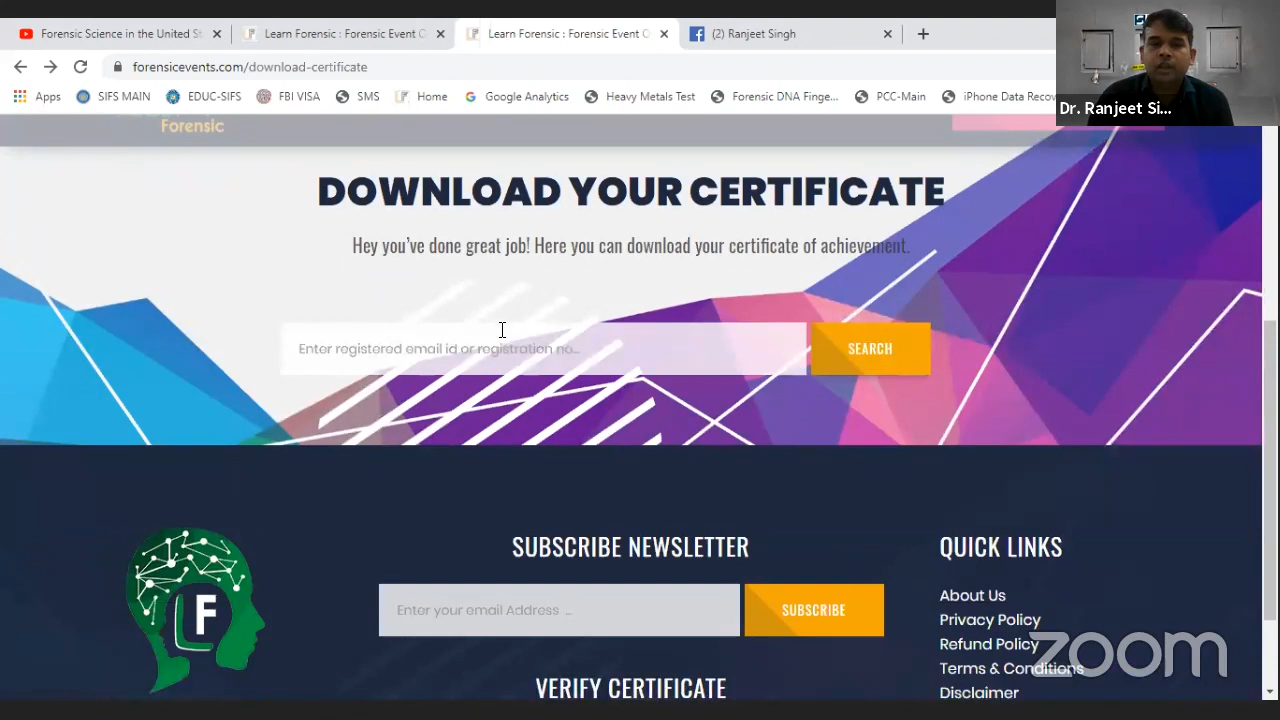 Forensic Science in the United St
Learn Forensic : Forensic Event O
Learn Forensic : Forensic Event O
(2) Ranjeet Singh
forensicevents.com/download-certificate
Apps
SIFS MAIN
EDUC-SIFS
FBI VISA
SMS
Home
Google Analytics
Heavy Metals Test
Forensic DNA Finge...
PCC-Main
iPhone Data Recov
Dr. Ranjeet Si...
Forensic
DOWNLOAD YOUR CERTIFICATE
Hey you've done great job! Here you can download your certificate of achievement.
Enter registered email id or registration no...
SEARCH
LF
SUBSCRIBE NEWSLETTER
Enter your email Address ...
SUBSCRIBE
VERIFY CERTIFICATE
QUICK LINKS
About Us
Privacy Policy
Refund Policy
Terms & Conditions
Disclaimer
zoom